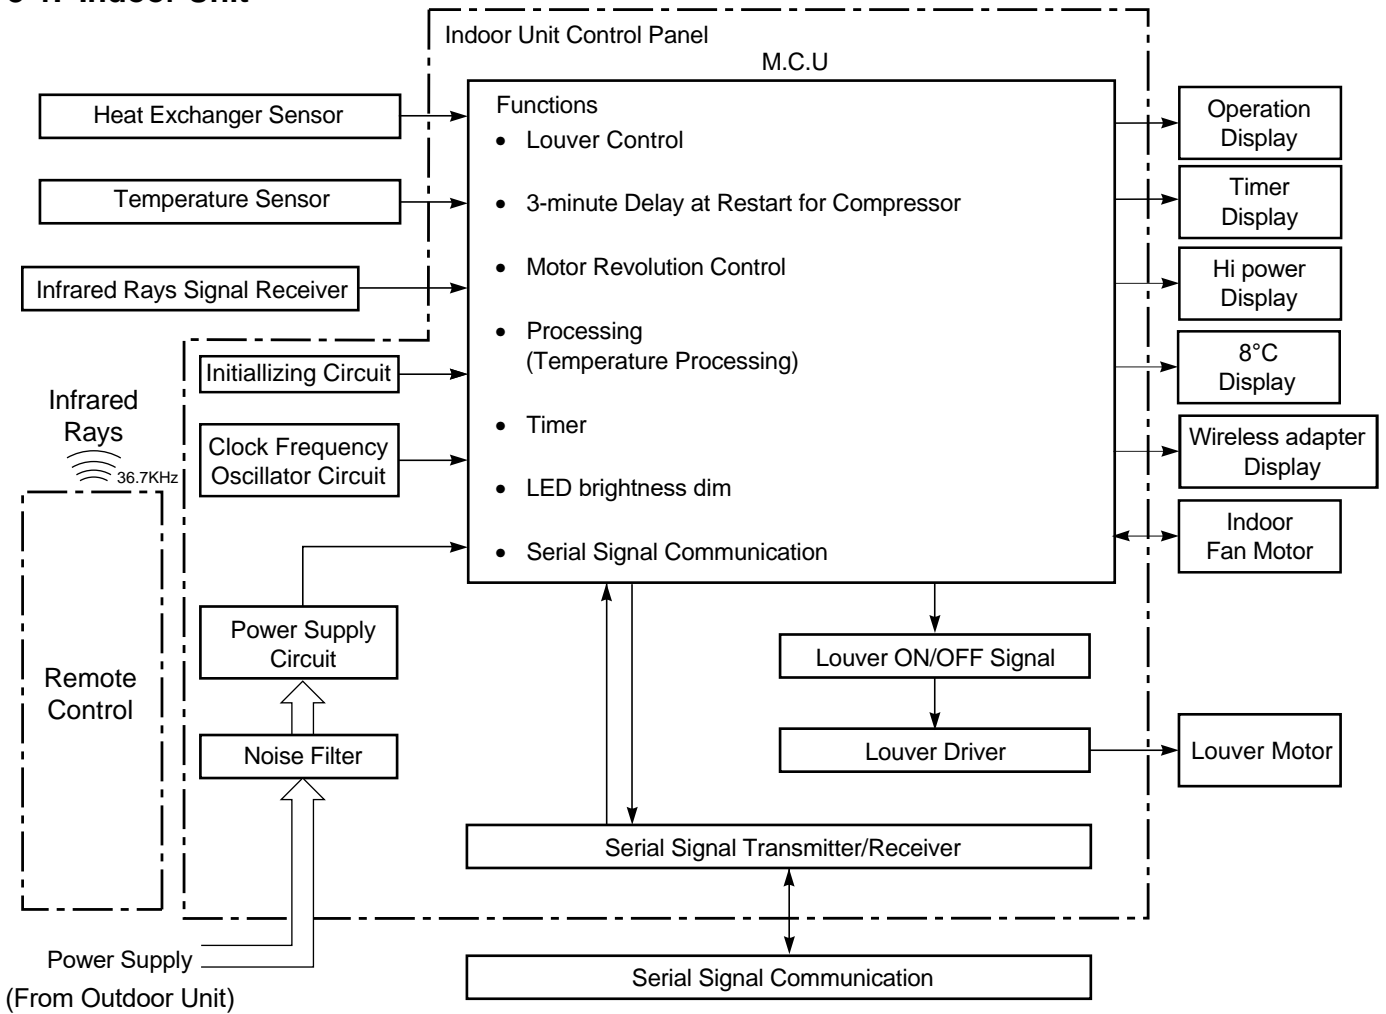 Indoor Unit Control Panel
M.C.U
Functions
• Louver Control
• 3-minute Delay at Restart for Compressor
• Motor Revolution Control
• Processing
(Temperature Processing)
• Timer
• LED brightness dim
• Serial Signal Communication
Heat Exchanger Sensor
Temperature Sensor
Infrared Rays Signal Receiver
Initiallizing Circuit
Clock Frequency
Oscillator Circuit
Infrared
Rays
36.7KHz
Remote
Control
Power Supply
Circuit
Noise Filter
Power Supply
(From Outdoor Unit)
Operation
Display
Timer
Display
Hi power
Display
8°C
Display
Wireless adapter
Display
Indoor
Fan Motor
Louver ON/OFF Signal
Louver Driver
Louver Motor
Serial Signal Transmitter/Receiver
Serial Signal Communication